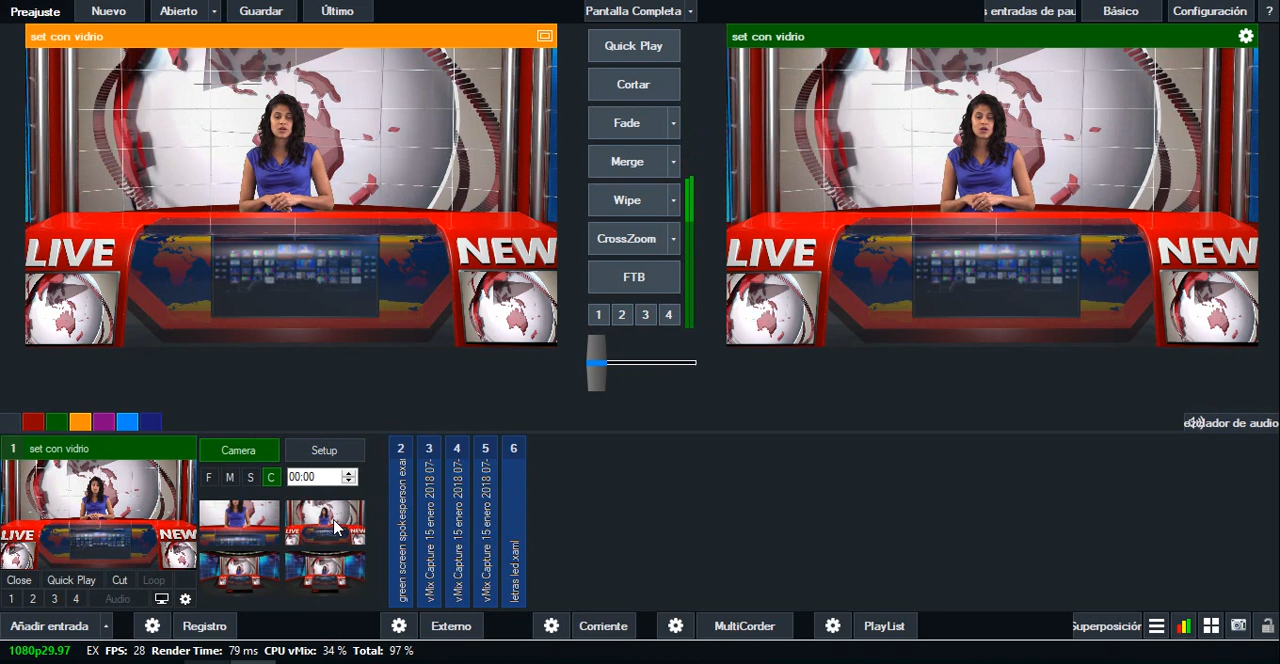 Preajuste
Nuevo
Abierto
Guardar
Último
Pantalla Completa
entradas de pau
Básico
Configuración
?
set con vidrio
set con vidrio
Quick Play
Cortar
Fade
Merge
Wipe
CrossZoom
FTB
1 2 3 4
LIVE
NEW
LIVE
NEW
ador de audio
1 set con vidrio
Camera
Setup
F M S C 00:00
LIVE
NEW
LIVE
NEW
Close Quick Play Cut Loop
1 2 3 4 Audio
2 green screen spokesperson exa
3 vMix Capture 15 enero 2018 07-
4 vMix Capture 15 enero 2018 07-
5 vMix Capture 15 enero 2018 07-
6 letras led.xaml
Añadir entrada
Registro
Externo
Corriente
MultiCorder
PlayList
Superposición
1080p29.97 EX FPS: 28 Render Time: 79 ms CPU vMix: 34 % Total: 97 %